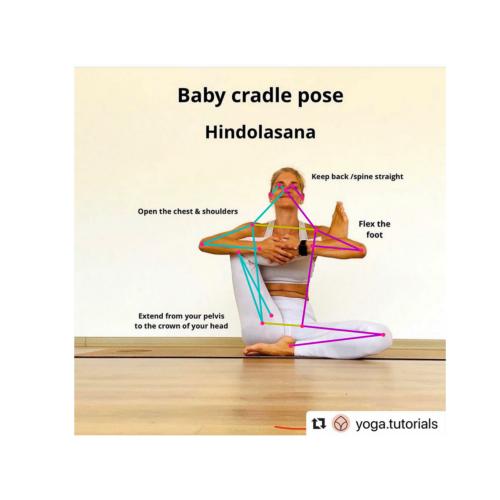 Baby cradle pose
Hindolasana
Keep back /spine straight
Open the chest & shoulders
Flex the
foot
Extend from your pelvis
to the crown of your head
yoga.tutorials